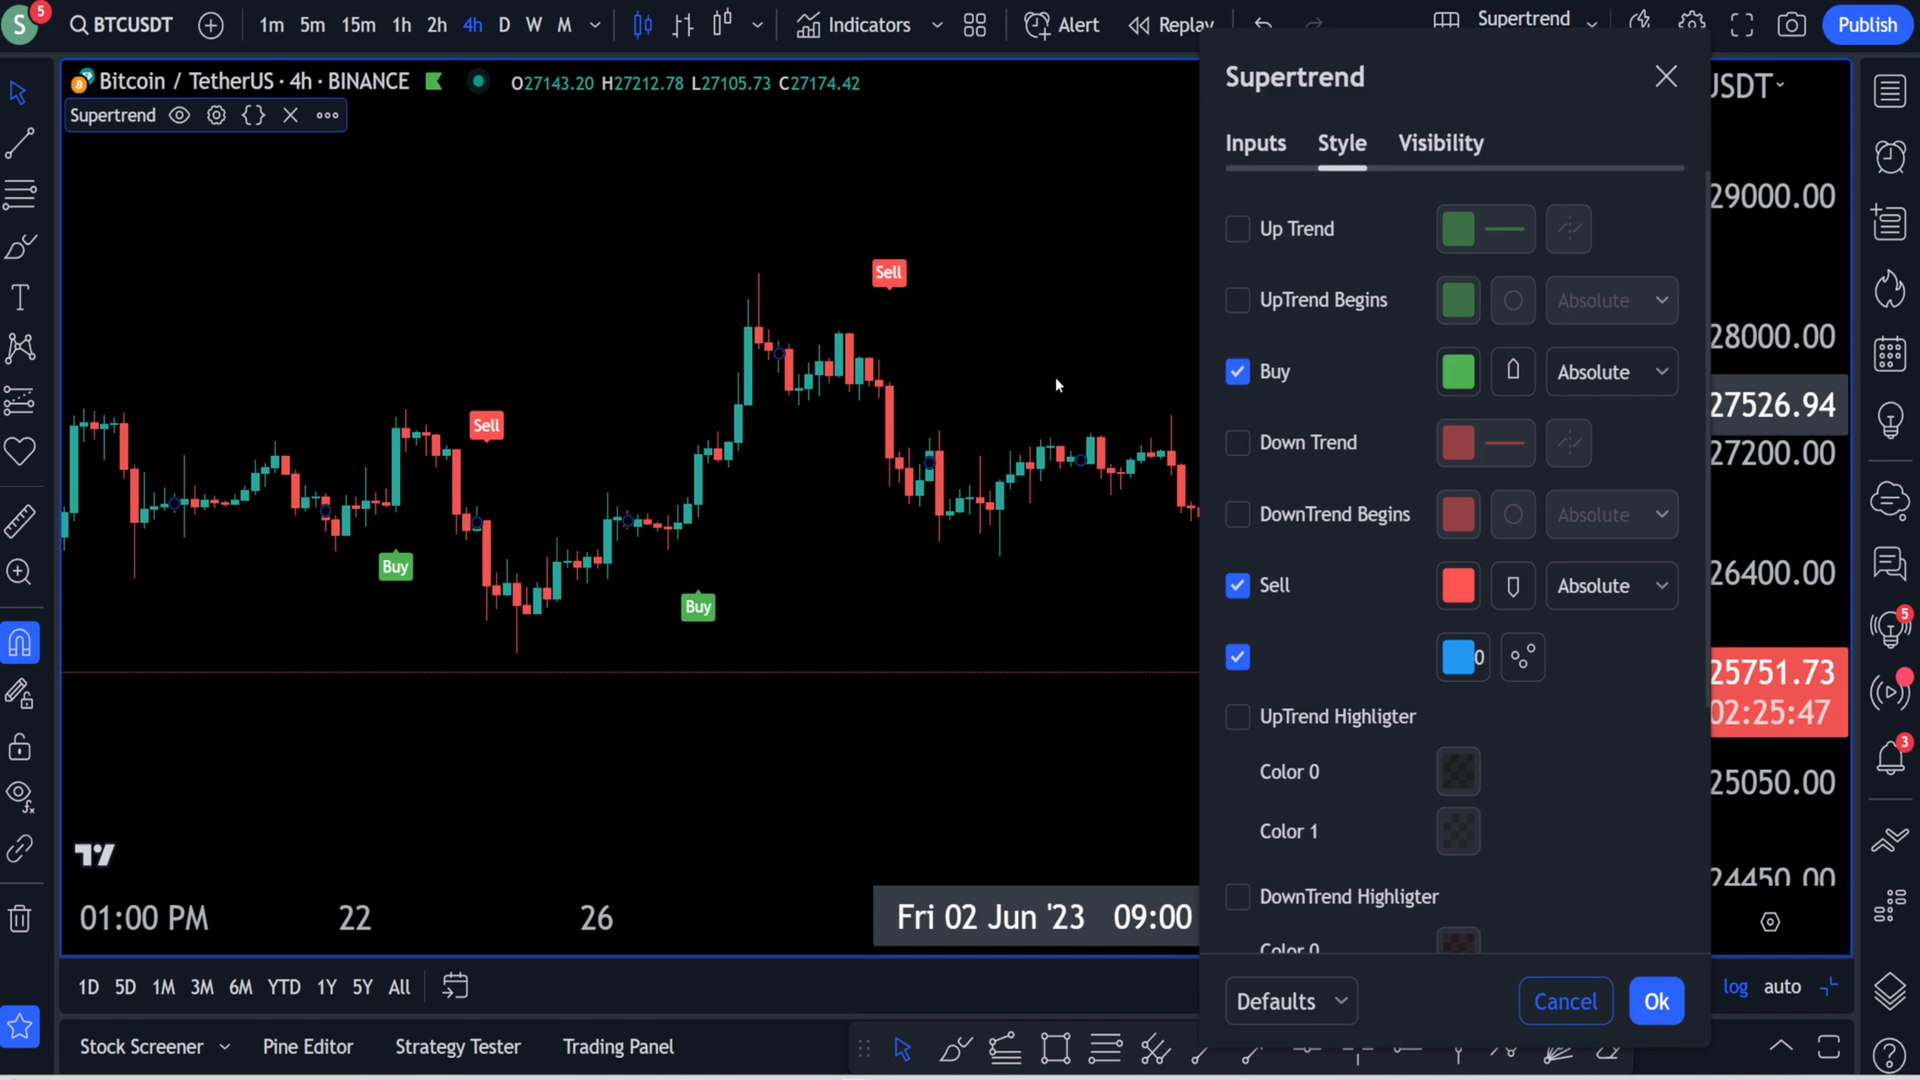 S 5 BTCUSDT 1m 5m 15m 1h 2h 4h D W M Indicators Alert Replay Supertrend Publish
Bitcoin / TetherUS · 4h · BINANCE O27143.20 H27212.78 L27105.73 C27174.42
Supertrend
Sell
Sell
Buy
Buy
01:00 PM 22 26 Fri 02 Jun '23 09:00
Supertrend
Inputs Style Visibility
Up Trend
UpTrend Begins Absolute
Buy Absolute
Down Trend
DownTrend Begins Absolute
Sell Absolute
0
UpTrend Highligter
Color 0
Color 1
DownTrend Highligter
Color 0
Defaults Cancel Ok
USDT
29000.00
28000.00
27526.94
27200.00
26400.00
25751.73
02:25:47
25050.00
24450.00
5
3
1D 5D 1M 3M 6M YTD 1Y 5Y All log auto
Stock Screener Pine Editor Strategy Tester Trading Panel